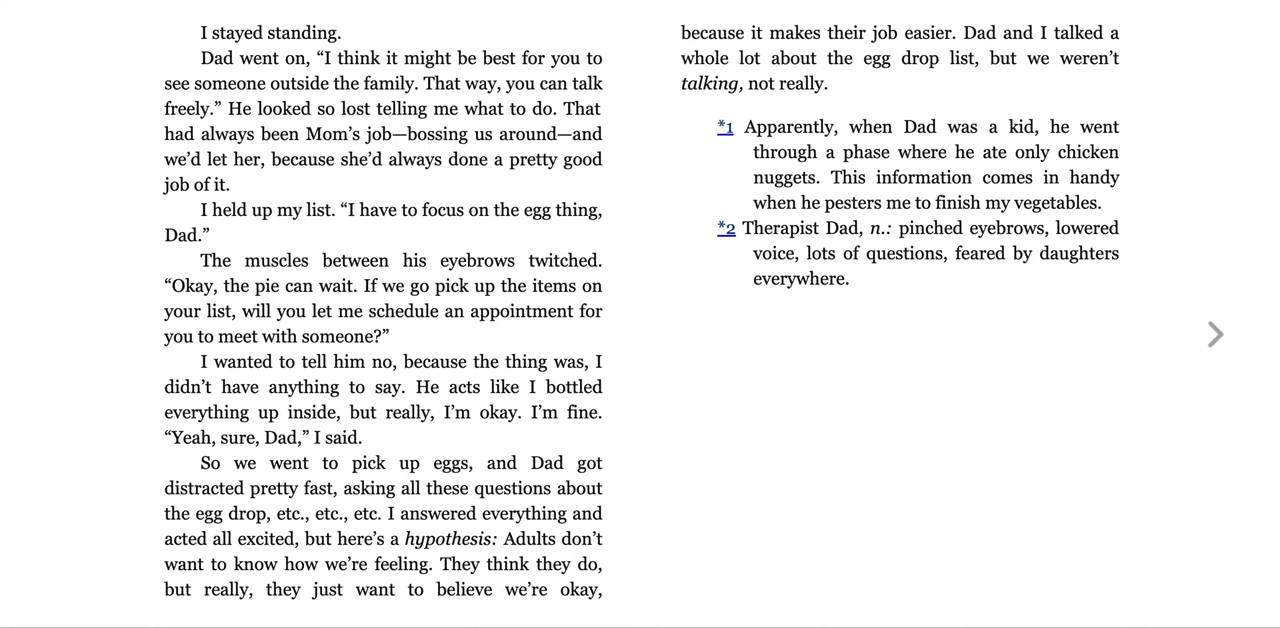 I stayed standing.
Dad went on, “I think it might be best for you to
see someone outside the family. That way, you can talk
freely.” He looked so lost telling me what to do. That
had always been Mom’s job—bossing us around—and
we’d let her, because she’d always done a pretty good
job of it.
I held up my list. “I have to focus on the egg thing,
Dad.”
The muscles between his eyebrows twitched.
“Okay, the pie can wait. If we go pick up the items on
your list, will you let me schedule an appointment for
you to meet with someone?”
I wanted to tell him no, because the thing was, I
didn’t have anything to say. He acts like I bottled
everything up inside, but really, I’m okay. I’m fine.
“Yeah, sure, Dad,” I said.
So we went to pick up eggs, and Dad got
distracted pretty fast, asking all these questions about
the egg drop, etc., etc., etc. I answered everything and
acted all excited, but here’s a hypothesis: Adults don’t
want to know how we’re feeling. They think they do,
but really, they just want to believe we’re okay,
because it makes their job easier. Dad and I talked a
whole lot about the egg drop list, but we weren’t
talking, not really.
*1 Apparently, when Dad was a kid, he went
through a phase where he ate only chicken
nuggets. This information comes in handy
when he pesters me to finish my vegetables.
*2 Therapist Dad, n.: pinched eyebrows, lowered
voice, lots of questions, feared by daughters
everywhere.